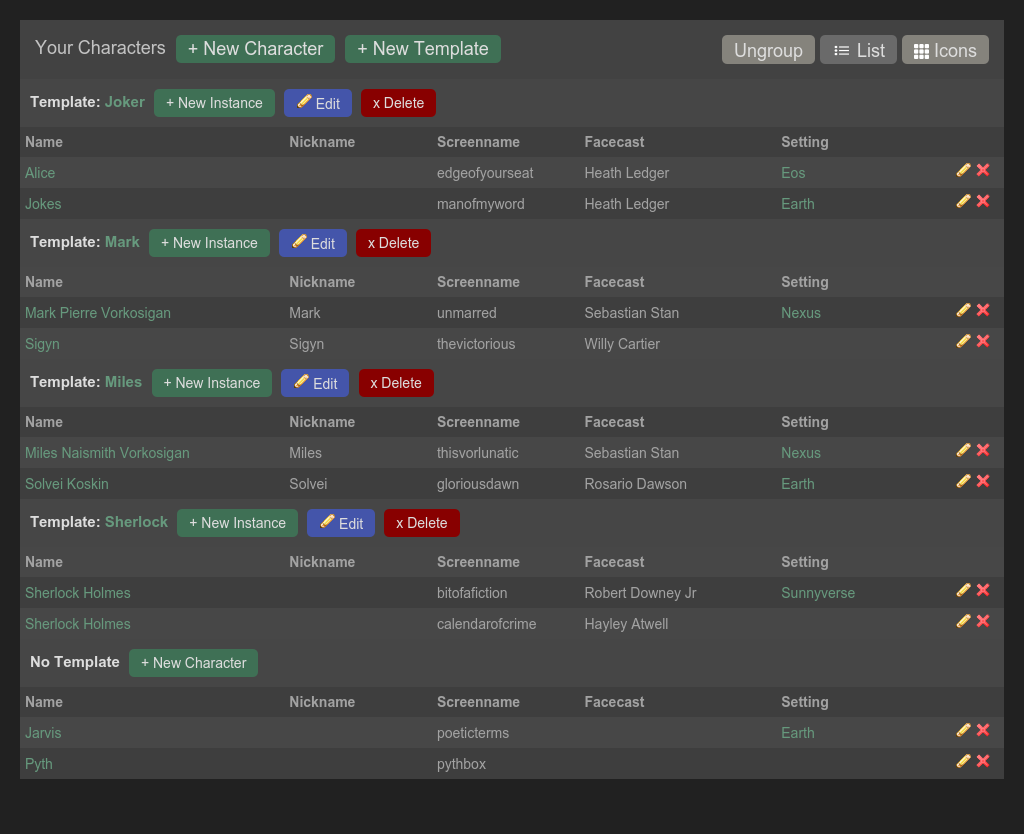 Your Characters + New Character + New Template Ungroup List Icons
Template: Joker + New Instance Edit x Delete
Name Nickname Screenname Facecast Setting
Alice edgeofyourseat Heath Ledger Eos
Jokes manofmyword Heath Ledger Earth
Template: Mark + New Instance Edit x Delete
Name Nickname Screenname Facecast Setting
Mark Pierre Vorkosigan Mark unmarred Sebastian Stan Nexus
Sigyn Sigyn thevictorious Willy Cartier
Template: Miles + New Instance Edit x Delete
Name Nickname Screenname Facecast Setting
Miles Naismith Vorkosigan Miles thisvorlunatic Sebastian Stan Nexus
Solvei Koskin Solvei gloriousdawn Rosario Dawson Earth
Template: Sherlock + New Instance Edit x Delete
Name Nickname Screenname Facecast Setting
Sherlock Holmes bitofafiction Robert Downey Jr Sunnyverse
Sherlock Holmes calendarofcrime Hayley Atwell
No Template + New Character
Name Nickname Screenname Facecast Setting
Jarvis poeticterms Earth
Pyth pythbox